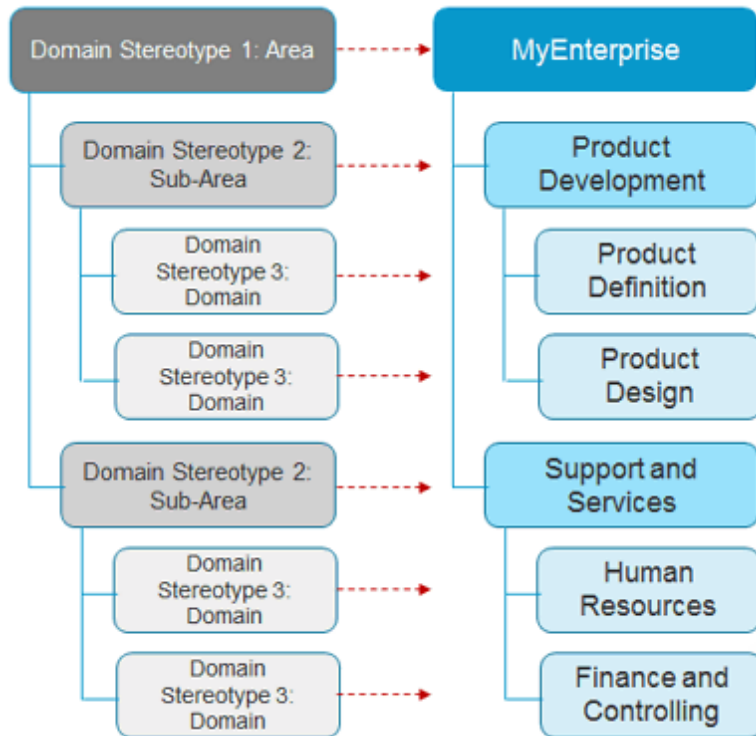 Domain Stereotype 1: Area
MyEnterprise
Domain Stereotype 2:
Sub-Area
Product
Development
Domain
Stereotype 3:
Domain
Product
Definition
Domain
Stereotype 3:
Domain
Product
Design
Domain Stereotype 2:
Sub-Area
Support and
Services
Domain
Stereotype 3:
Domain
Human
Resources
Domain
Stereotype 3:
Domain
Finance and
Controlling